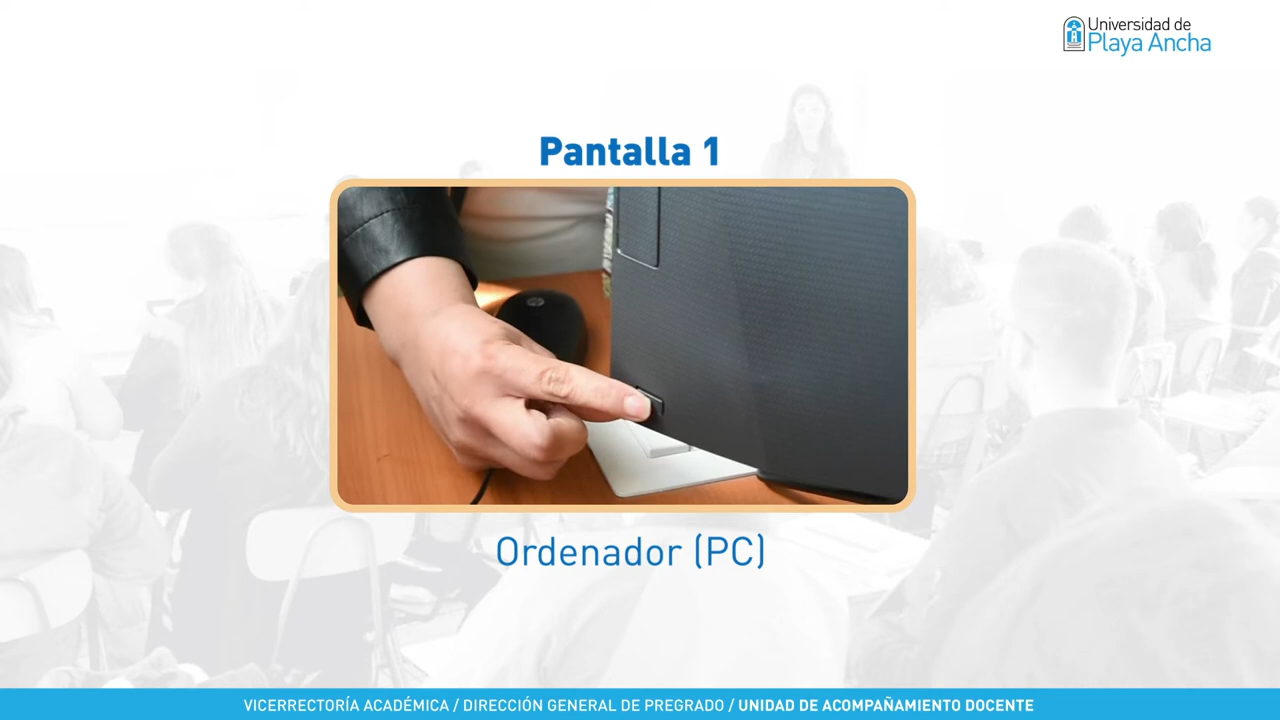 Universidad de
Playa Ancha
Pantalla 1
Ordenador (PC)
VICERRECTORÍA ACADÉMICA / DIRECCIÓN GENERAL DE PREGRADO / UNIDAD DE ACOMPAÑAMIENTO DOCENTE